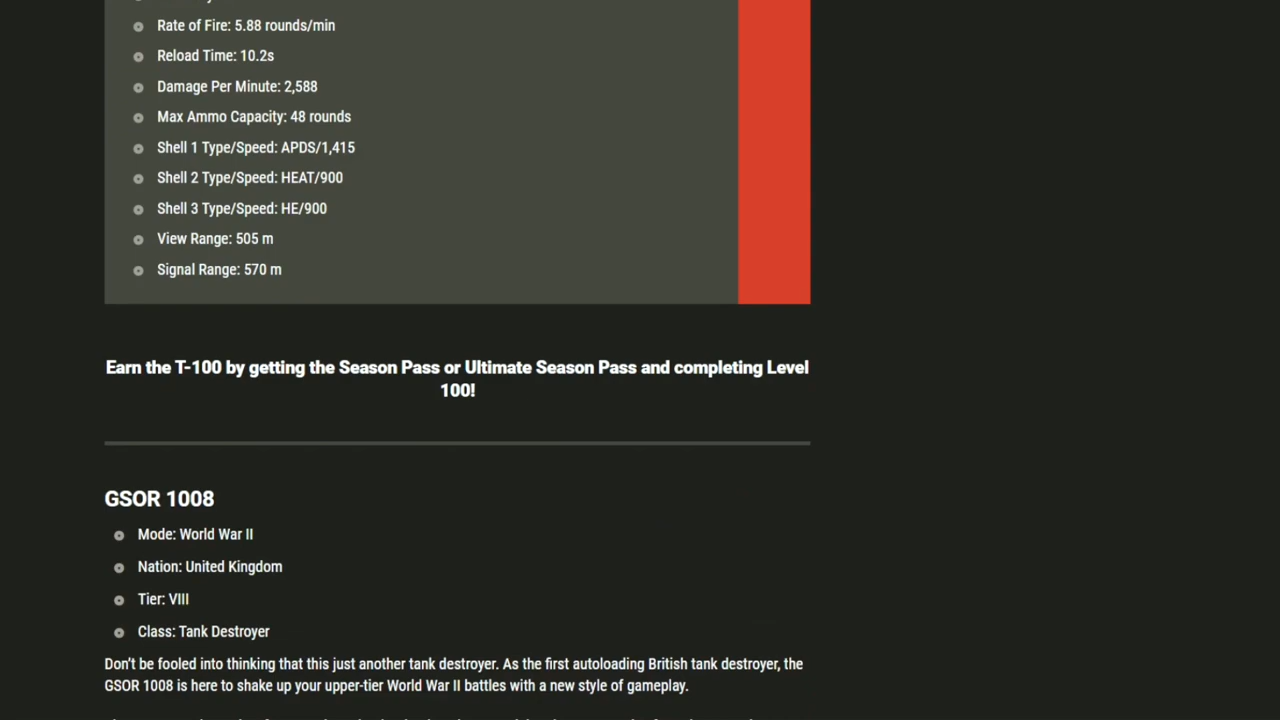 Rate of Fire: 5.88 rounds/min
Reload Time: 10.2s
Damage Per Minute: 2,588
Max Ammo Capacity: 48 rounds
Shell 1 Type/Speed: APDS/1,415
Shell 2 Type/Speed: HEAT/900
Shell 3 Type/Speed: HE/900
View Range: 505 m
Signal Range: 570 m
Earn the T-100 by getting the Season Pass or Ultimate Season Pass and completing Level
100!
GSOR 1008
Mode: World War II
Nation: United Kingdom
Tier: VIII
Class: Tank Destroyer
Don't be fooled into thinking that this just another tank destroyer. As the first autoloading British tank destroyer, the
GSOR 1008 is here to shake up your upper-tier World War II battles with a new style of gameplay.